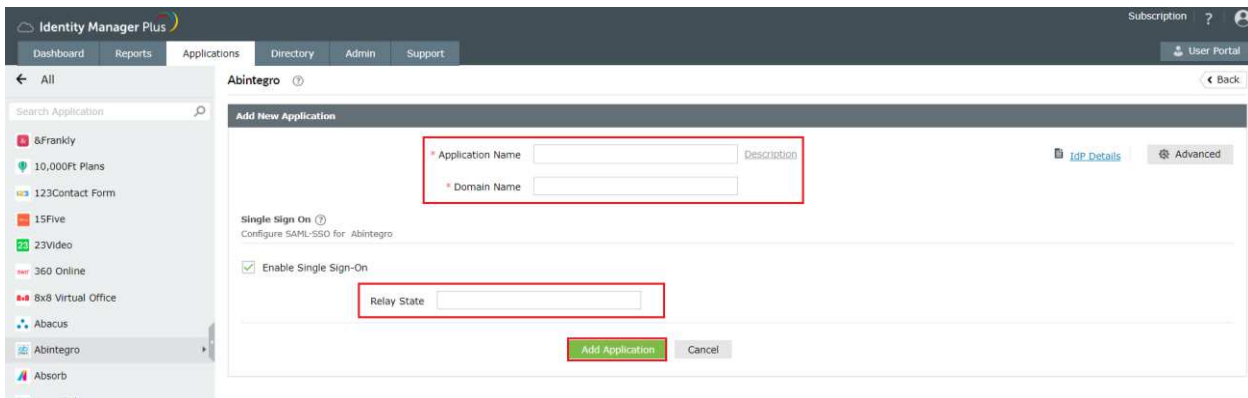 Identity Manager Plus
Subscription ?
Dashboard Reports Applications Directory Admin Support
User Portal
← All
Search Application
&Frankly
10,000Ft Plans
123Contact Form
15Five
23 23Video
360 Online
8x8 8x8 Virtual Office
Abacus
Abintegro
Absorb
Abintegro ?
Back
Add New Application
* Application Name Description
IdP Details Advanced
* Domain Name
Single Sign On ?
Configure SAML-SSO for Abintegro
Enable Single Sign-On
Relay State
Add Application Cancel